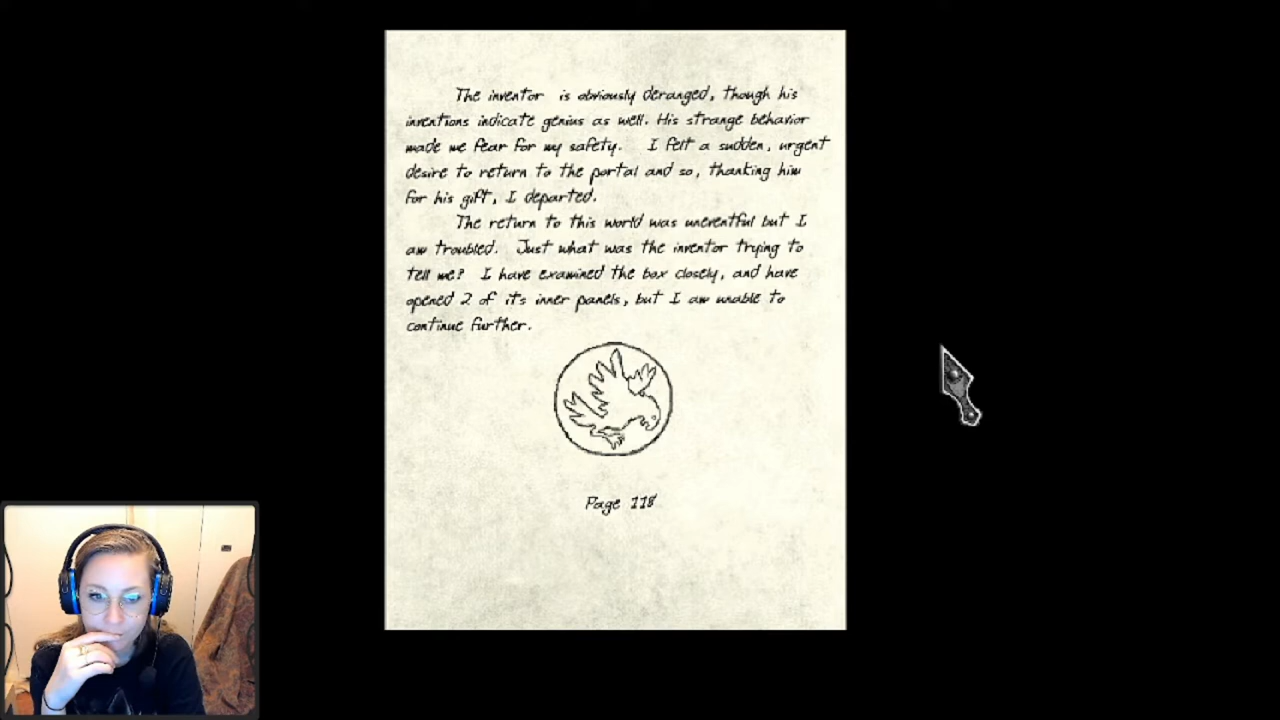 The inventor is obviously deranged, though his
inventions indicate genius as well. His strange behavior
made me fear for my safety. I felt a sudden, urgent
desire to return to the portal and so, thanking him
for his gift, I departed.
The return to this world was uneventful but I
am troubled. Just what was the inventor trying to
tell me? I have examined the box closely, and have
opened 2 of it's inner panels, but I am unable to
continue further.
Page 118